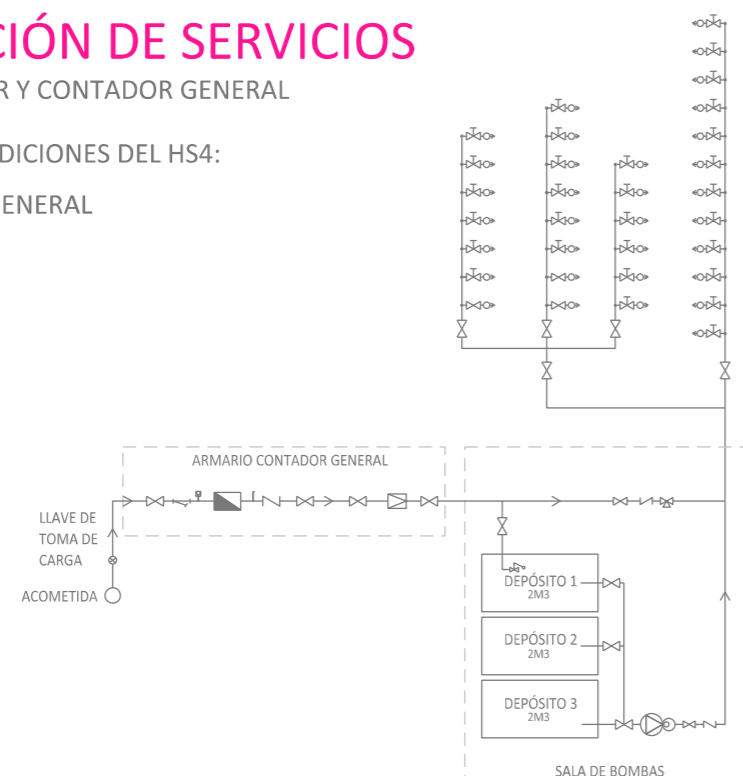 CIÓN DE SERVICIOS
R Y CONTADOR GENERAL
DICIONES DEL HS4:
ENERAL
ARMARIO CONTADOR GENERAL
LLAVE DE
TOMA DE
CARGA
ACOMETIDA
DEPÓSITO 1
2M3
DEPÓSITO 2
2M3
DEPÓSITO 3
2M3
SALA DE BOMBAS